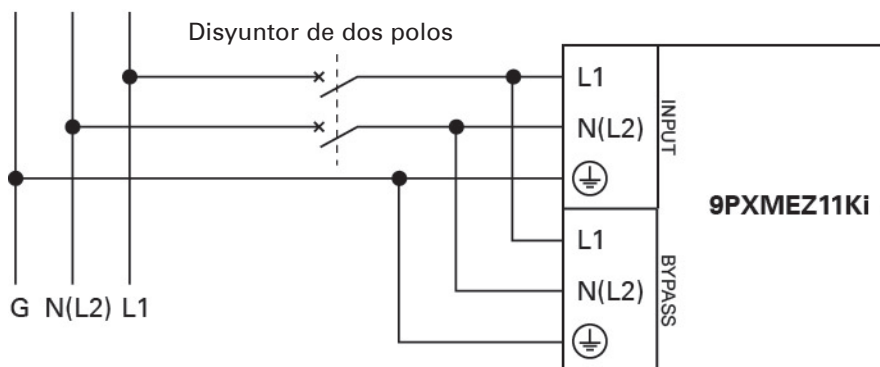 Disyuntor de dos polos
L1
N(L2)
INPUT
9PXMEZ11Ki
L1
N(L2)
BYPASS
G N(L2) L1